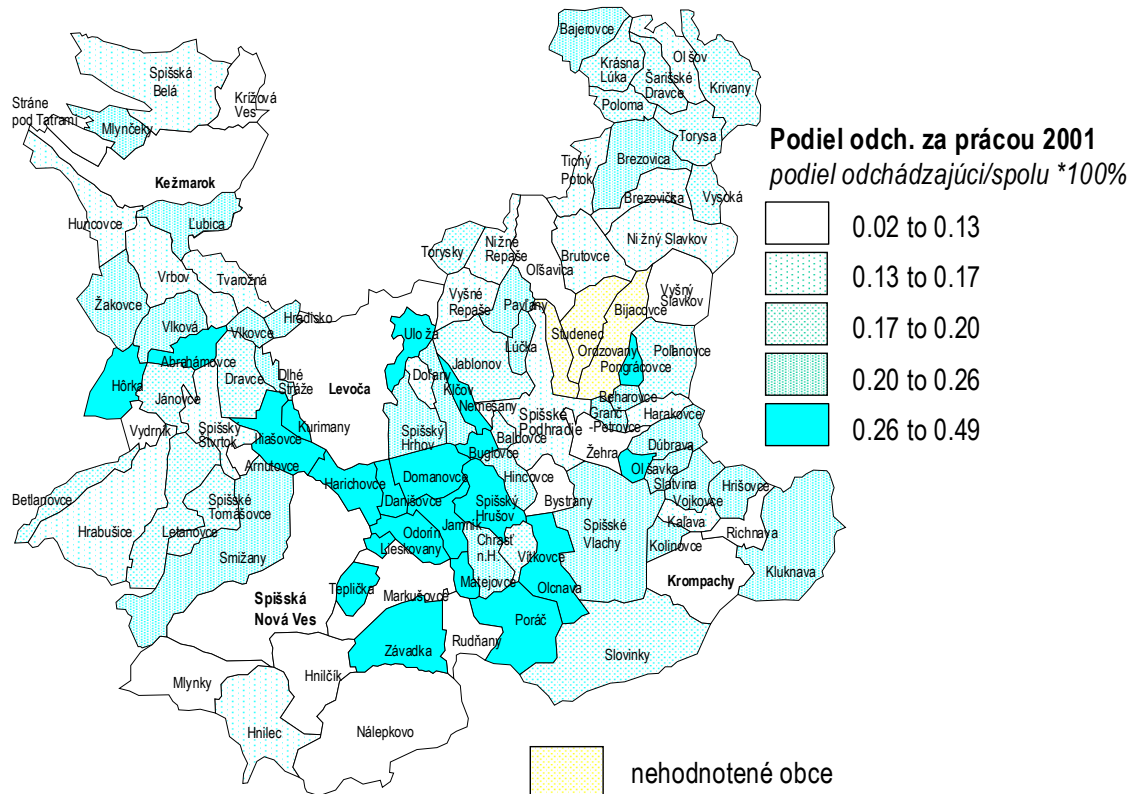 Bajerovce
Spišská
Belá
Krížová
Ves
Krásna
Lúka
Oľšov
Šarišské
Dravce
Krivany
Stráne
pod Tatrami
Mlynčeky
Poloma
Torysa
Podiel odch. za prácou 2001
podiel odchádzajúci/spolu *100%
0.02 to 0.13
0.13 to 0.17
0.17 to 0.20
0.20 to 0.26
0.26 to 0.49
Kežmarok
Tichý
Potok
Brezovica
Brezovička
Vysoká
Huncovce
Ľubica
Torysky
Nižné
Repaše
Oľšavica
Brutovce
Nižný Slavkov
Vrbov
Tvarožná
Žakovce
Vyšné
Repaše
Pavľany
Bijacovce
Vyšný
Slavkov
Vlková
Vlkovce
Hradisko
Uloža
Studenec
Ordzovany
Abrahámovce
Lúčka
Jablonov
Poľanovce
Pongrácovce
Hôrka
Dravce
Dlhé
Stráže
Levoča
Doľany
Klčov
Jánovce
Nemešany
Beharovce
Vydrník
Spišský
Štvrtok
Iliašovce
Kurimany
Spišský
Hrhov
Baldovce
Spišské
Podhradie
Granč
-Petrovce
Harakovce
Buglovce
Žehra
Dúbrava
Arnutovce
Harichovce
Domanovce
Hincovce
Oľšavka
Slatvina
Hrišovce
Betlanovce
Hrabušice
Spišské
Tomášovce
Letanovce
Danišovce
Spišský
Hrušov
Bystrany
Spišské
Vlachy
Vojkovce
Smižany
Odorín
Jamník
Chrasť
n.H.
Kaľava
Richnava
Lieskovany
Vítkovce
Kolinovce
Kluknava
Teplička
Matejovce
Olcnava
Krompachy
Spišská
Nová Ves
Markušovce
Poráč
Závadka
Rudňany
Slovinky
Mlynky
Hnilčík
Hnilec
Nálepkovo
nehodnotené obce